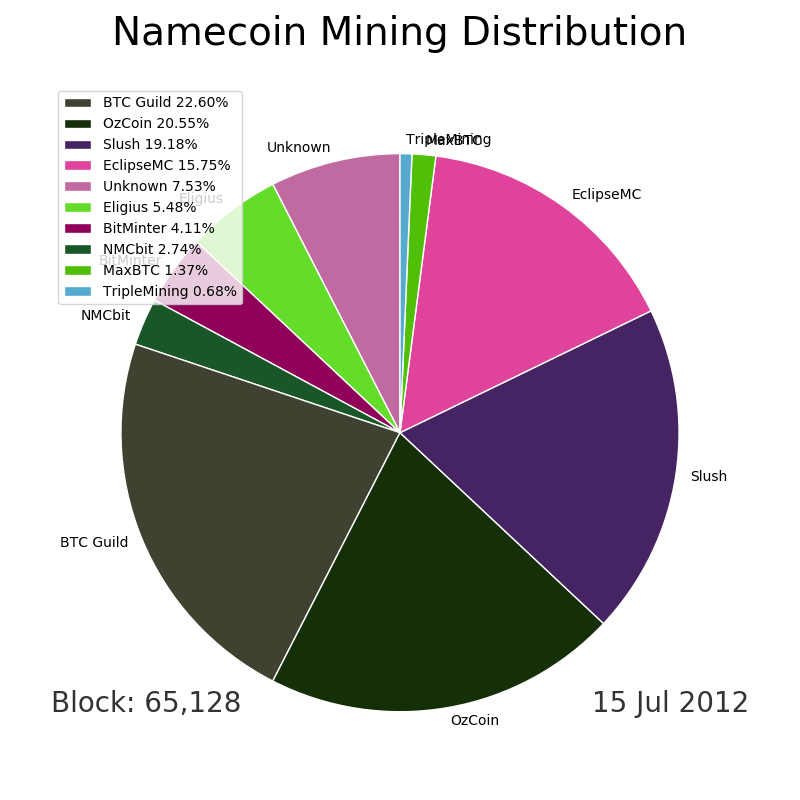 Namecoin Mining Distribution
BTC Guild 22.60%
OzCoin 20.55%
Slush 19.18%
EclipseMC 15.75%
Unknown 7.53%
Eligius 5.48%
BitMinter 4.11%
NMCbit 2.74%
MaxBTC 1.37%
TripleMining 0.68%
TripleMining
MaxBTC
Unknown
EclipseMC
Eligius
BitMinter
NMCbit
Slush
BTC Guild
OzCoin
Block: 65,128
15 Jul 2012